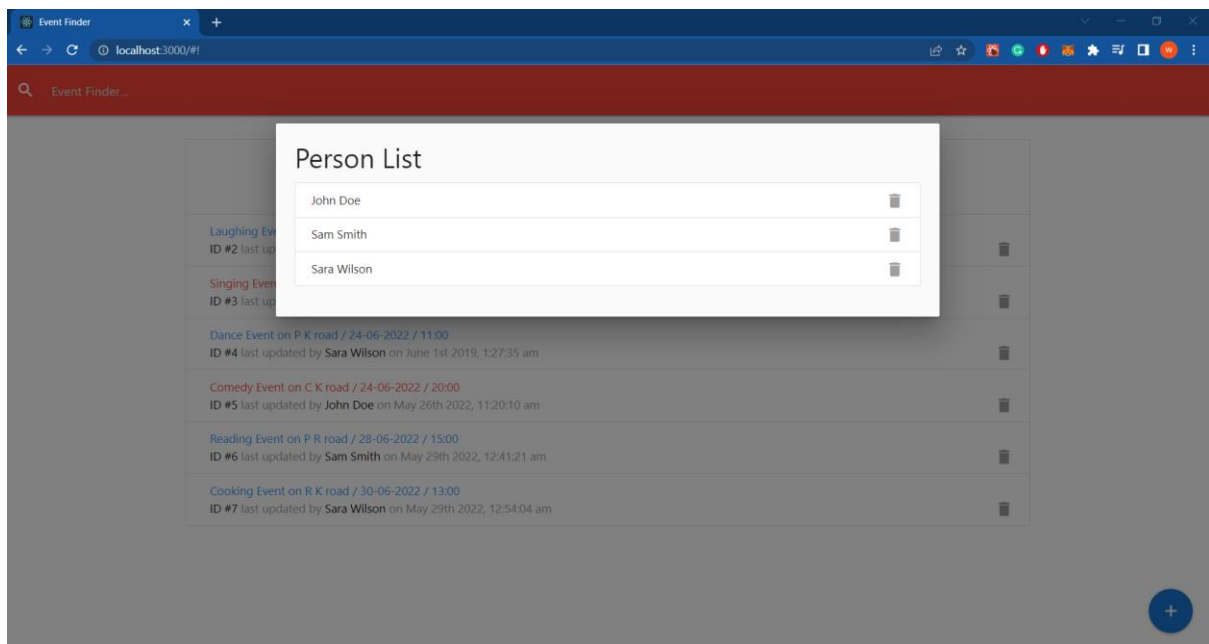 Event Finder
localhost:3000/#!
Event Finder...
Person List
John Doe
Sam Smith
Sara Wilson
Laughing Eve
ID #2 last up
Singing Even
ID #3 last up
Dance Event on P K road / 24-06-2022 / 11:00
ID #4 last updated by Sara Wilson on June 1st 2019, 1:27:35 am
Comedy Event on C K road / 24-06-2022 / 20:00
ID #5 last updated by John Doe on May 26th 2022, 11:20:10 am
Reading Event on P R road / 28-06-2022 / 15:00
ID #6 last updated by Sam Smith on May 29th 2022, 12:41:21 am
Cooking Event on R K road / 30-06-2022 / 13:00
ID #7 last updated by Sara Wilson on May 29th 2022, 12:54:04 am